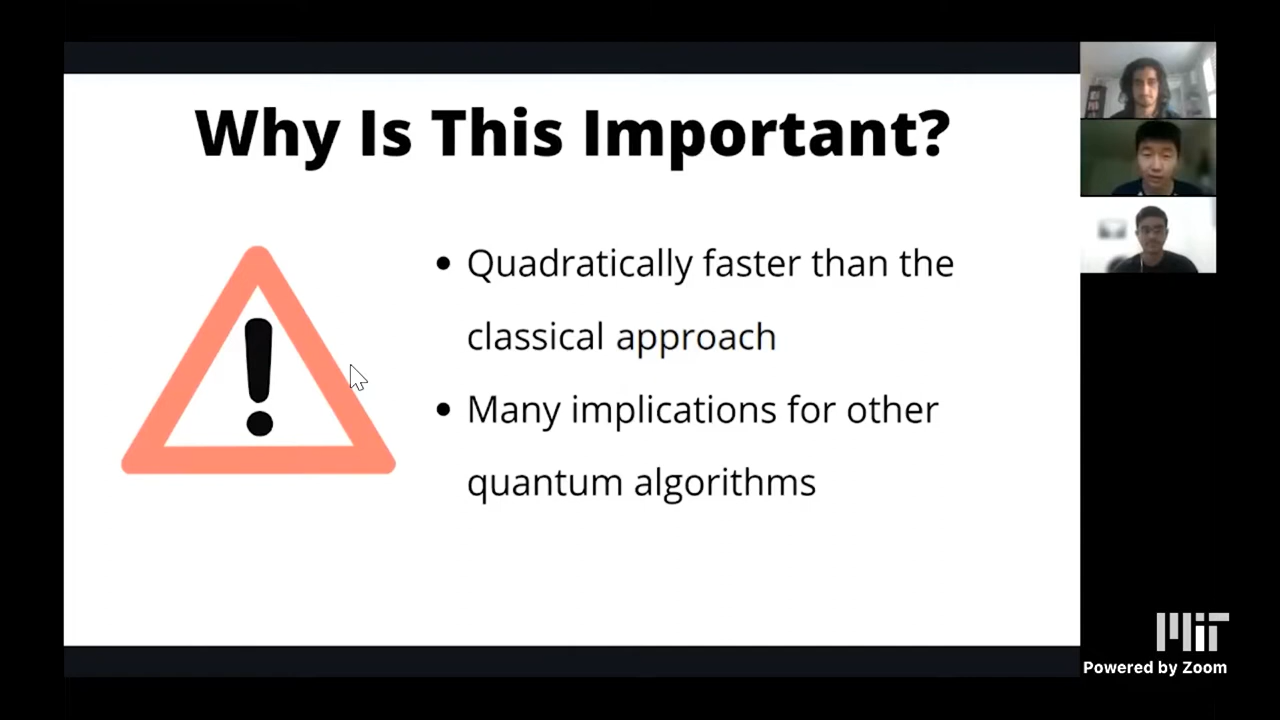 Why Is This Important?
• Quadratically faster than the
classical approach
• Many implications for other
quantum algorithms
MIT
Powered by Zoom